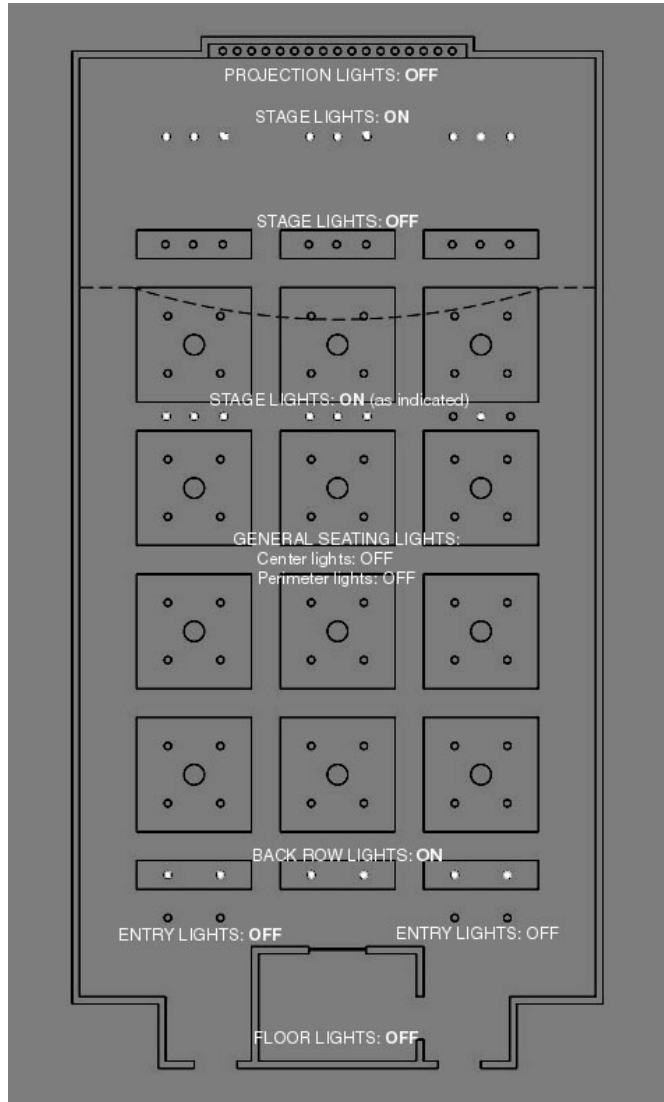 PROJECTION LIGHTS: OFF
STAGE LIGHTS: ON
STAGE LIGHTS: OFF
STAGE LIGHTS: ON (as indicated)
GENERAL SEATING LIGHTS:
Center lights: OFF
Perimeter lights: OFF
BACK ROW LIGHTS: ON
ENTRY LIGHTS: OFF
ENTRY LIGHTS: OFF
FLOOR LIGHTS: OFF